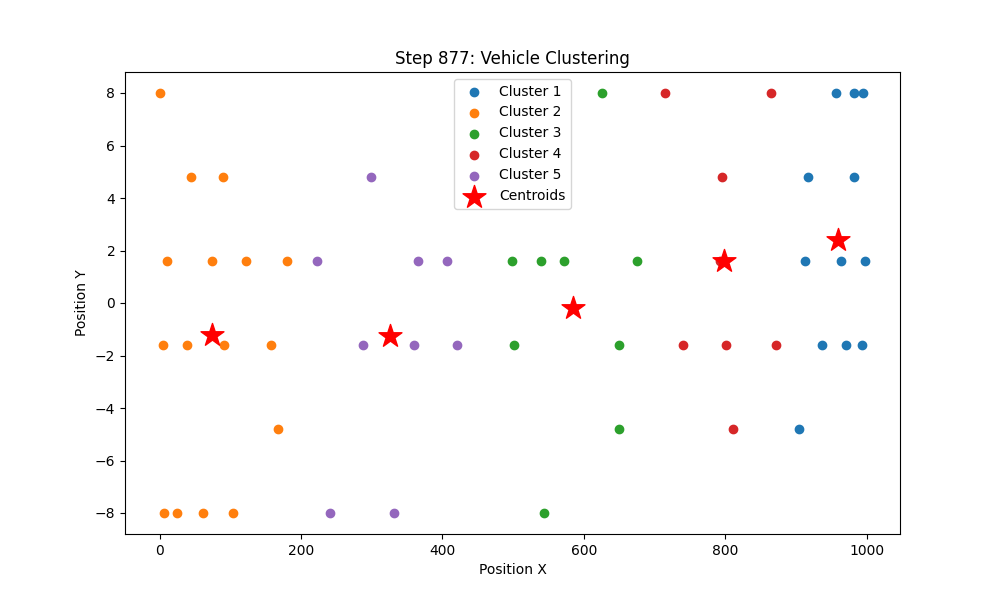 Step 877: Vehicle Clustering
Cluster 1
Cluster 2
Cluster 3
Cluster 4
Cluster 5
Centroids
Position Y
8
6
4
2
0
−2
−4
−6
−8
0 200 400 600 800 1000
Position X